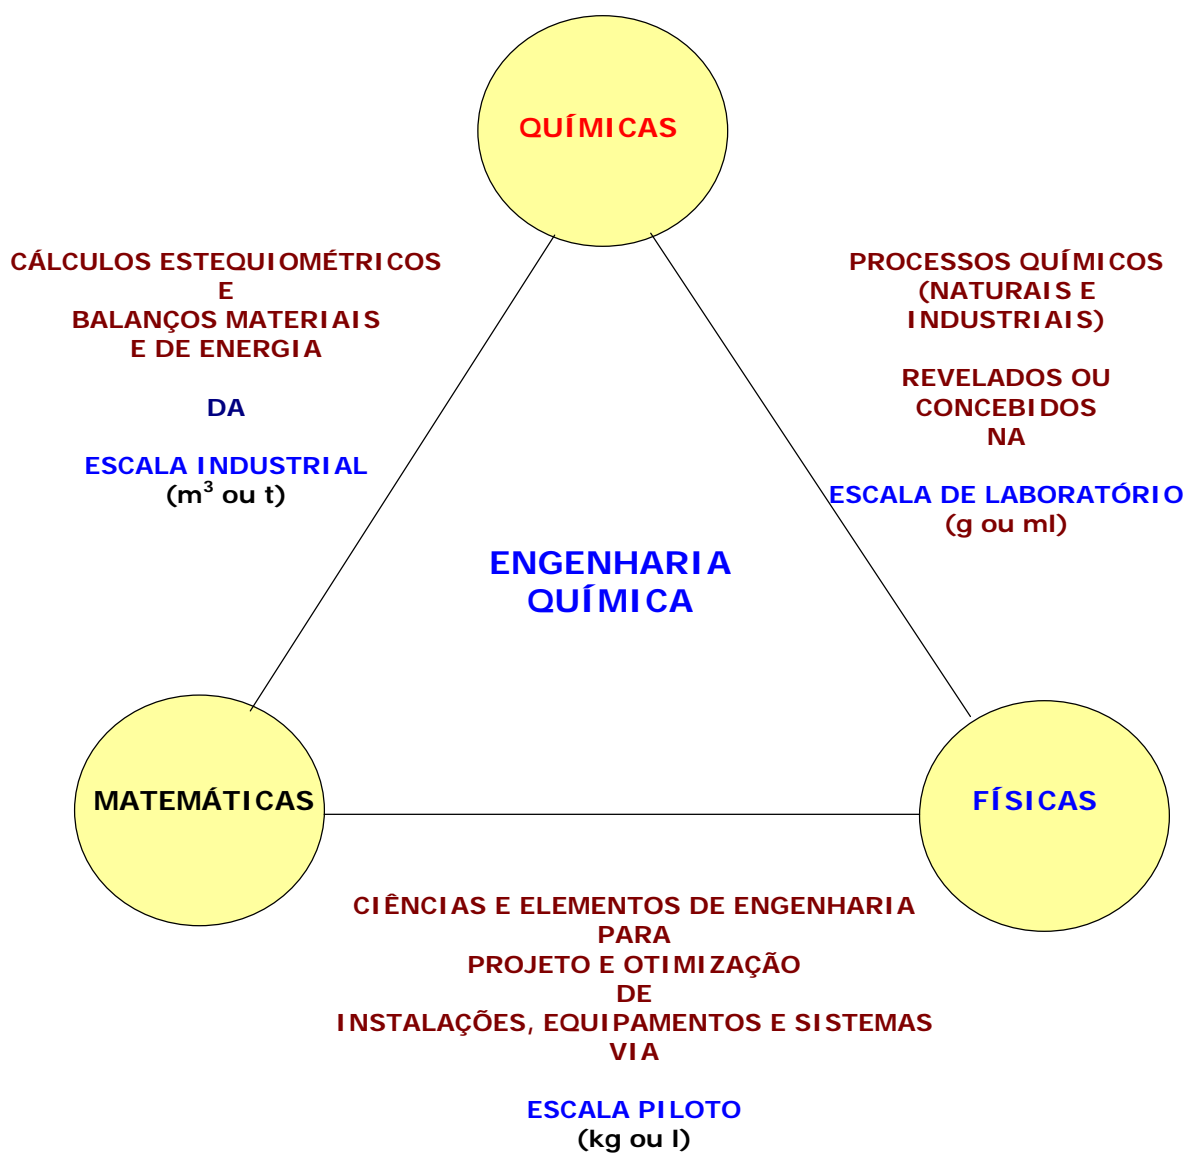 QUÍMICAS
CÁLCULOS ESTEQUIOMÉTRICOS
E
BALANÇOS MATERIAIS
E DE ENERGIA
DA
ESCALA INDUSTRIAL
(m³ ou t)
PROCESSOS QUÍMICOS
(NATURAIS E
INDUSTRIAIS)
REVELADOS OU
CONCEBIDOS
NA
ESCALA DE LABORATÓRIO
(g ou ml)
ENGENHARIA
QUÍMICA
MATEMÁTICAS
FÍSICAS
CIÊNCIAS E ELEMENTOS DE ENGENHARIA
PARA
PROJETO E OTIMIZAÇÃO
DE
INSTALAÇÕES, EQUIPAMENTOS E SISTEMAS
VIA
ESCALA PILOTO
(kg ou l)